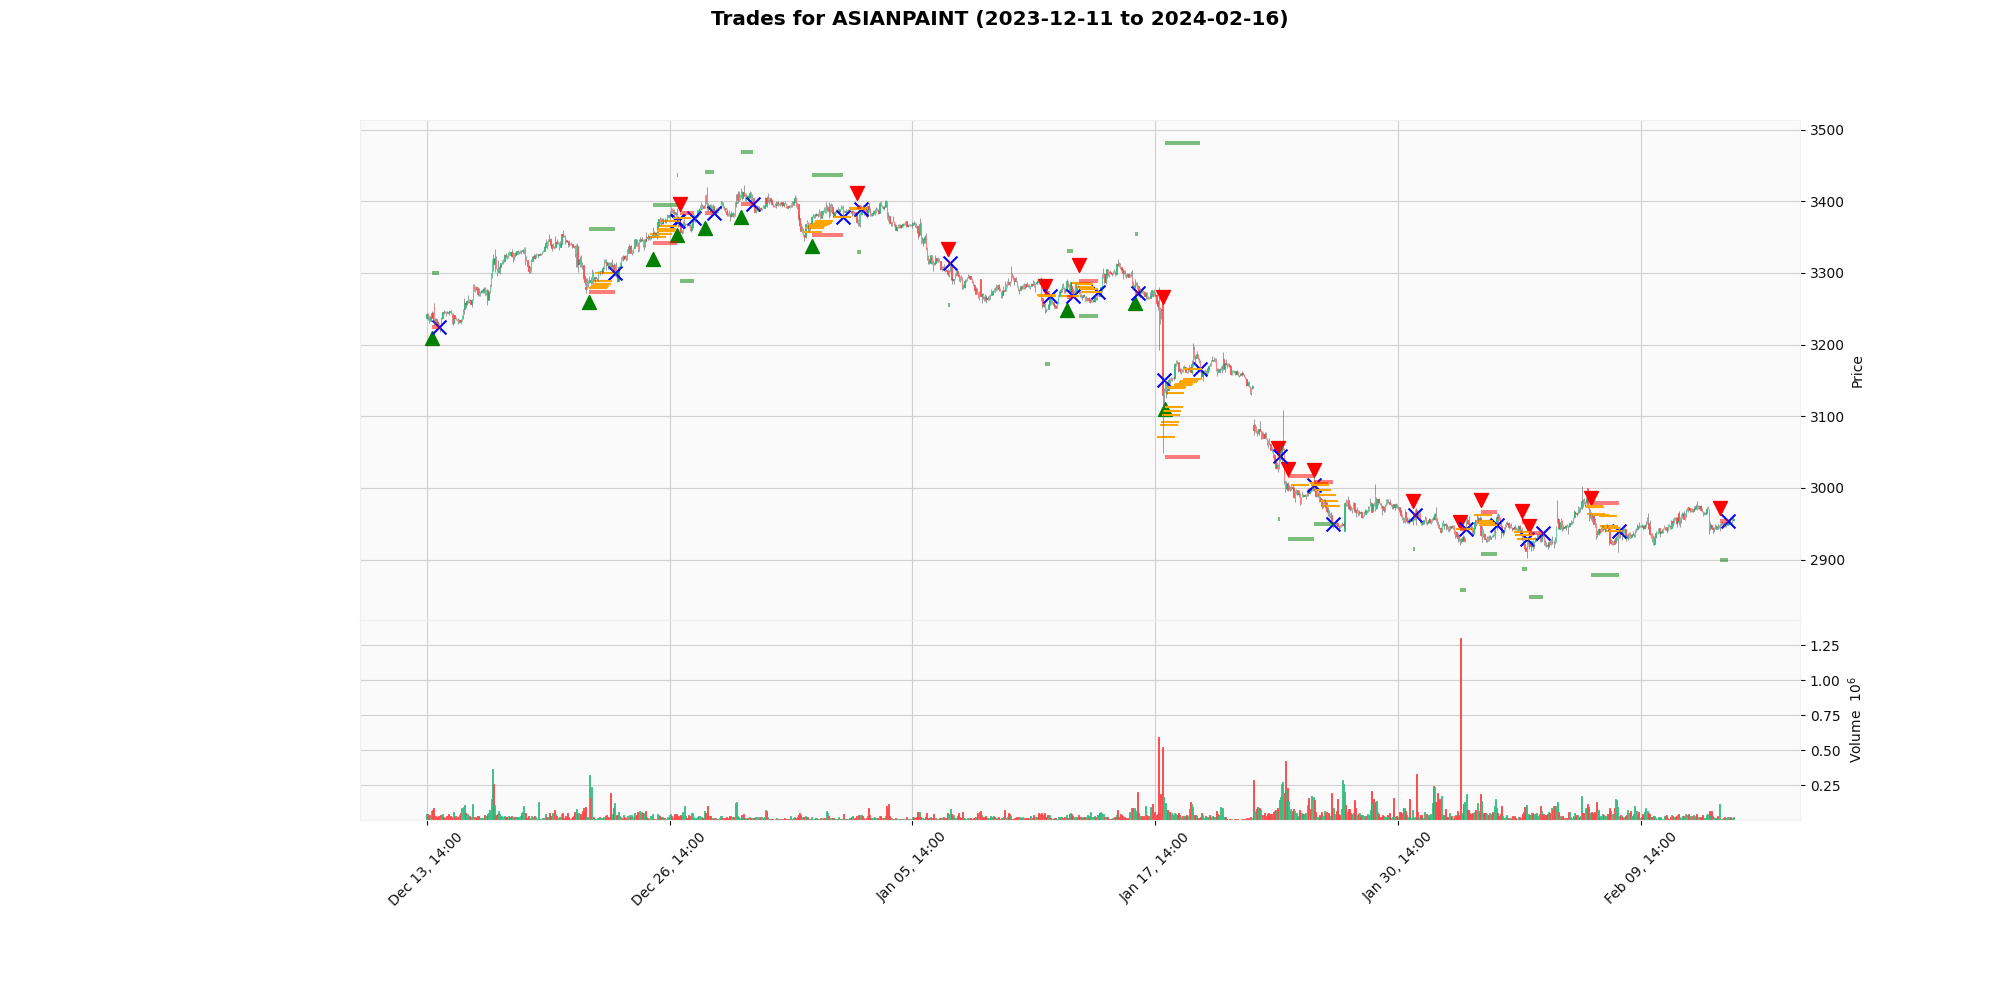 Trades for ASIANPAINT (2023-12-11 to 2024-02-16)
3500
3400
3300
3200
3100
3000
2900
Price
1.25
1.00
0.75
0.50
0.25
Volume 10^6
Dec 13, 14:00
Dec 26, 14:00
Jan 05, 14:00
Jan 17, 14:00
Jan 30, 14:00
Feb 09, 14:00